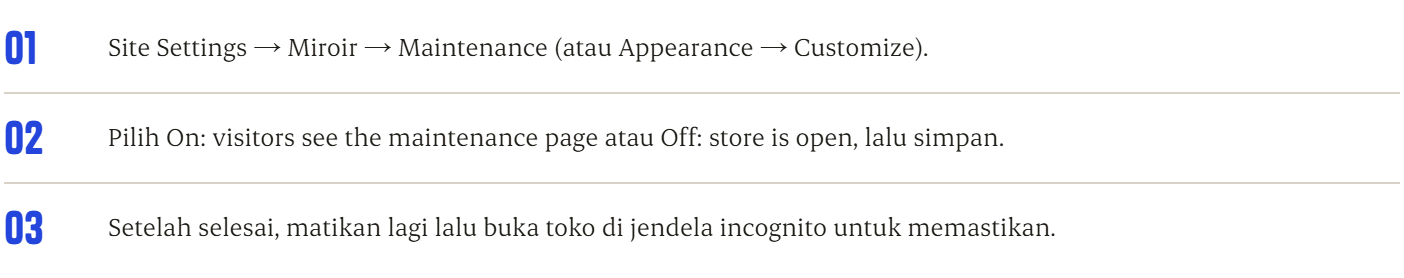 01 Site Settings → Miroir → Maintenance (atau Appearance → Customize).
02 Pilih On: visitors see the maintenance page atau Off: store is open, lalu simpan.
03 Setelah selesai, matikan lagi lalu buka toko di jendela incognito untuk memastikan.